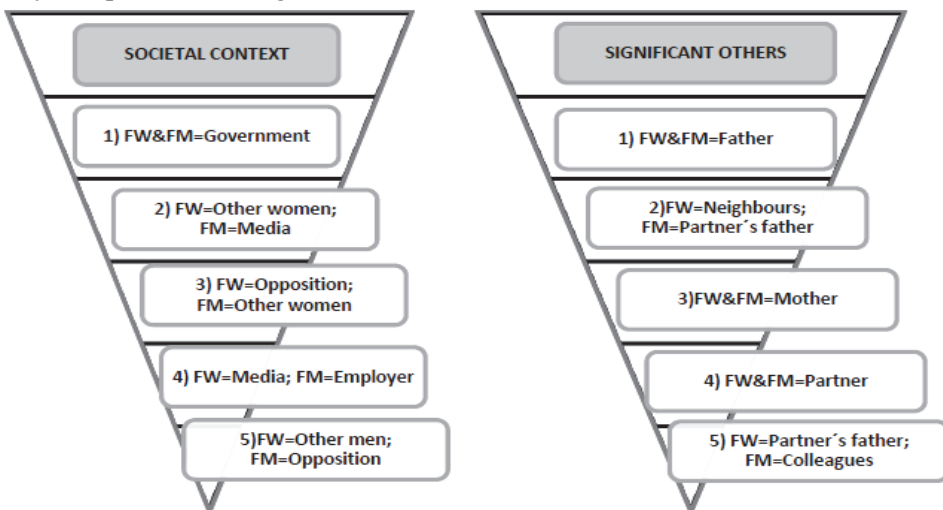 SOCIETAL CONTEXT
1) FW&FM=Government
2) FW=Other women;
FM=Media
3) FW=Opposition;
FM=Other women
4) FW=Media; FM=Employer
5)FW=Other men;
FM=Opposition
SIGNIFICANT OTHERS
1) FW&FM=Father
2)FW=Neighbours;
FM=Partner´s father
3)FW&FM=Mother
4) FW&FM=Partner
5) FW=Partner´s father;
FM=Colleagues